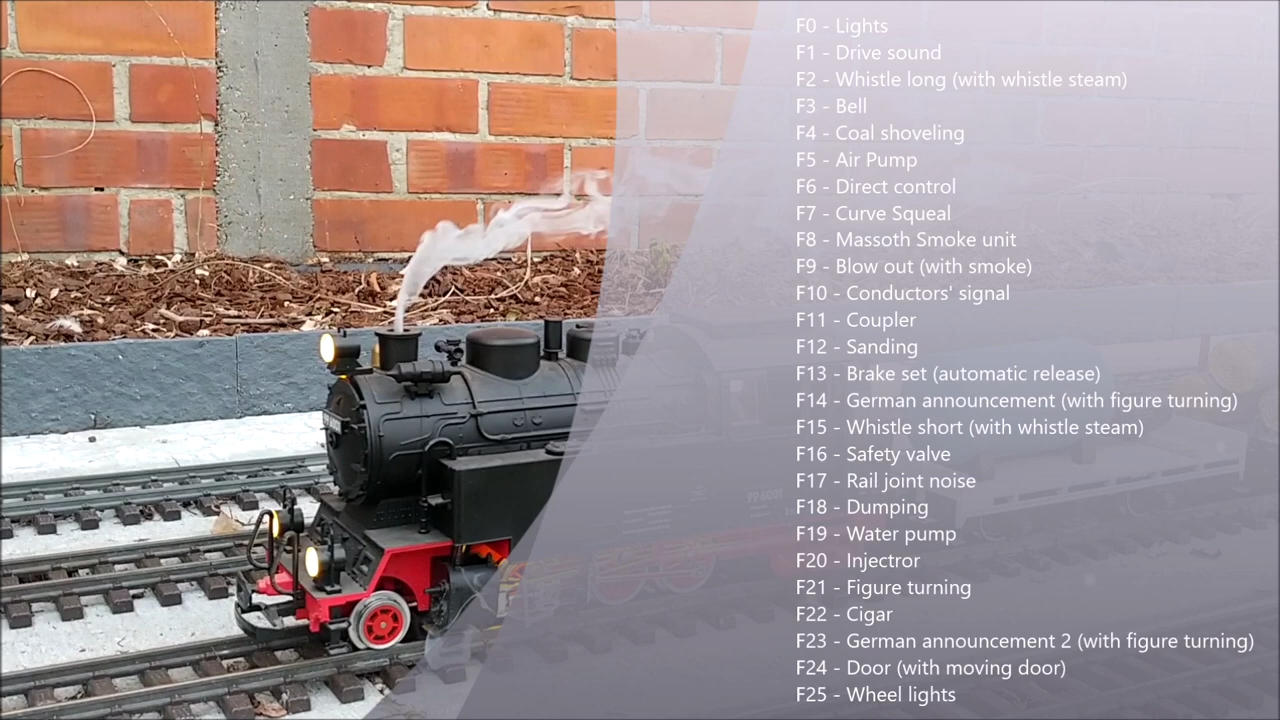 F0 - Lights
F1 - Drive sound
F2 - Whistle long (with whistle steam)
F3 - Bell
F4 - Coal shoveling
F5 - Air Pump
F6 - Direct control
F7 - Curve Squeal
F8 - Massoth Smoke unit
F9 - Blow out (with smoke)
F10 - Conductors' signal
F11 - Coupler
F12 - Sanding
F13 - Brake set (automatic release)
F14 - German announcement (with figure turning)
F15 - Whistle short (with whistle steam)
F16 - Safety valve
F17 - Rail joint noise
F18 - Dumping
F19 - Water pump
F20 - Injectror
F21 - Figure turning
F22 - Cigar
F23 - German announcement 2 (with figure turning)
F24 - Door (with moving door)
F25 - Wheel lights
99 6001